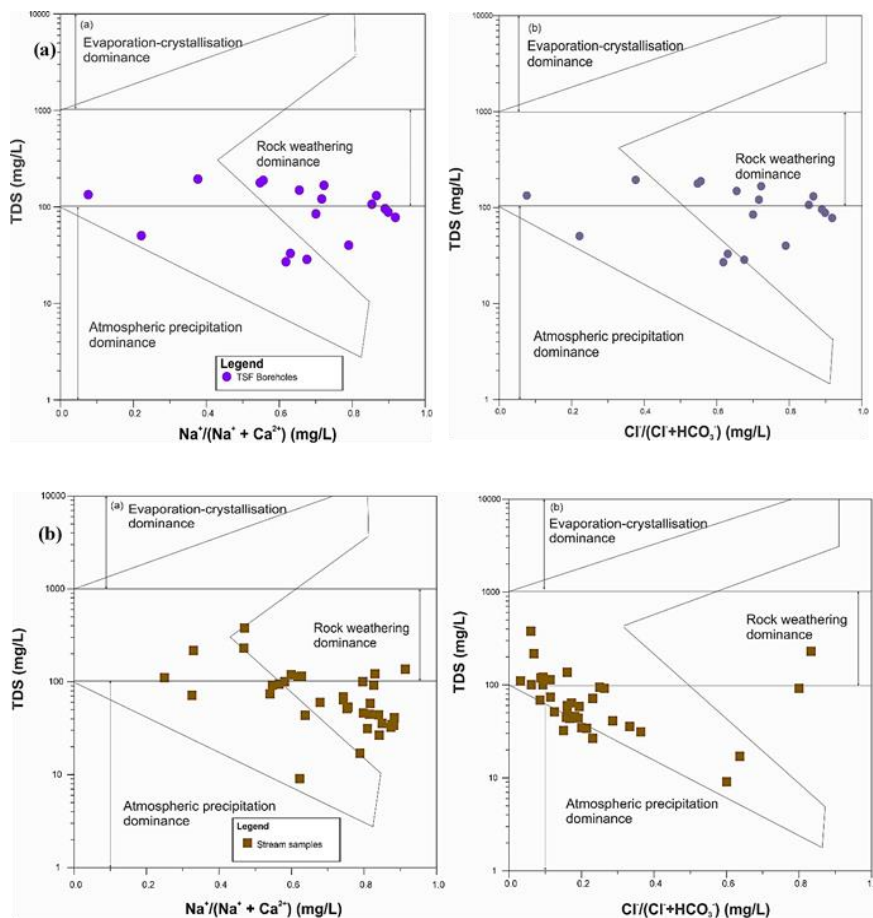 (a)
(a)
Evaporation-crystallisation
dominance
Rock weathering
dominance
Atmospheric precipitation
dominance
Legend
TSF Boreholes
TDS (mg/L)
10000
1000
100
10
1
0.0 0.2 0.4 0.6 0.8 1.0
Na⁺/(Na⁺ + Ca²⁺) (mg/L)
(b)
Evaporation-crystallisation
dominance
Rock weathering
dominance
Atmospheric precipitation
dominance
TDS (mg/L)
10000
1000
100
10
1
0.0 0.2 0.4 0.6 0.8 1.0
Cl⁻/(Cl⁻+HCO₃⁻) (mg/L)
(b)
(a)
Evaporation-crystallisation
dominance
Rock weathering
dominance
Atmospheric precipitation
dominance
Legend
Stream samples
TDS (mg/L)
10000
1000
100
10
1
0.0 0.2 0.4 0.6 0.8 1.0
Na⁺/(Na⁺ + Ca²⁺) (mg/L)
(b)
Evaporation-crystallisation
dominance
Rock weathering
dominance
Atmospheric precipitation
dominance
TDS (mg/L)
10000
1000
100
10
1
0.0 0.2 0.4 0.6 0.8 1.0
Cl⁻/(Cl⁻+HCO₃⁻) (mg/L)